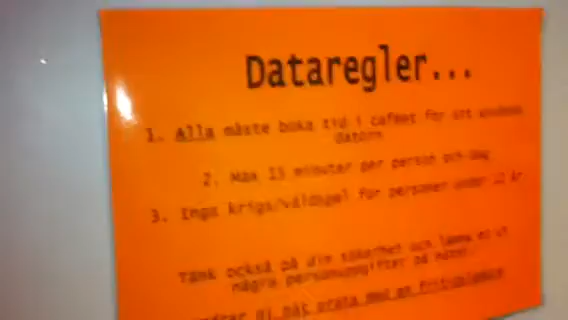 Dataregler...
1. Alla måste boka tid i caféet för att använda
datorn
2. Max 15 minuter per person och dag
3. Inga krigs/våldspel för personer under 12 år
Tänk också på din säkerhet och lämna ej ut
några personuppgifter på nätet.